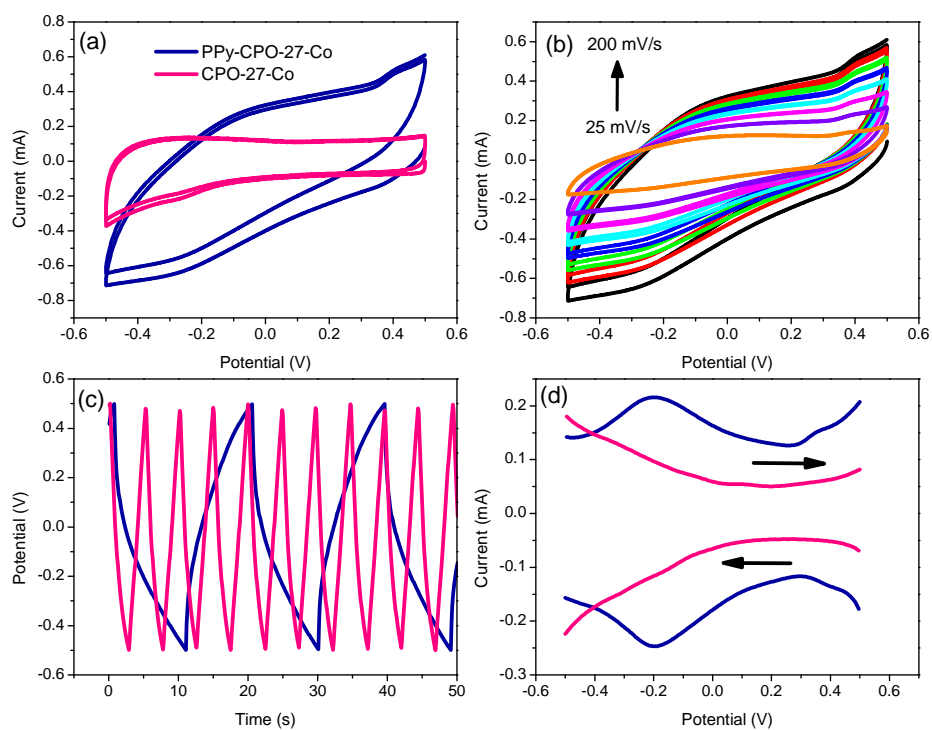 (a)
PPy-CPO-27-Co
CPO-27-Co
Current (mA)
0.8
0.6
0.4
0.2
0.0
-0.2
-0.4
-0.6
-0.8
-0.6 -0.4 -0.2 0.0 0.2 0.4 0.6
Potential (V)
(b)
200 mV/s
25 mV/s
Current (mA)
0.8
0.6
0.4
0.2
0.0
-0.2
-0.4
-0.6
-0.8
-0.6 -0.4 -0.2 0.0 0.2 0.4 0.6
Potential (V)
(c)
Potential (V)
0.6
0.4
0.2
0.0
-0.2
-0.4
-0.6
0 10 20 30 40 50
Time (s)
(d)
Current (mA)
0.2
0.1
0.0
-0.1
-0.2
-0.3
-0.6 -0.4 -0.2 0.0 0.2 0.4 0.6
Potential (V)